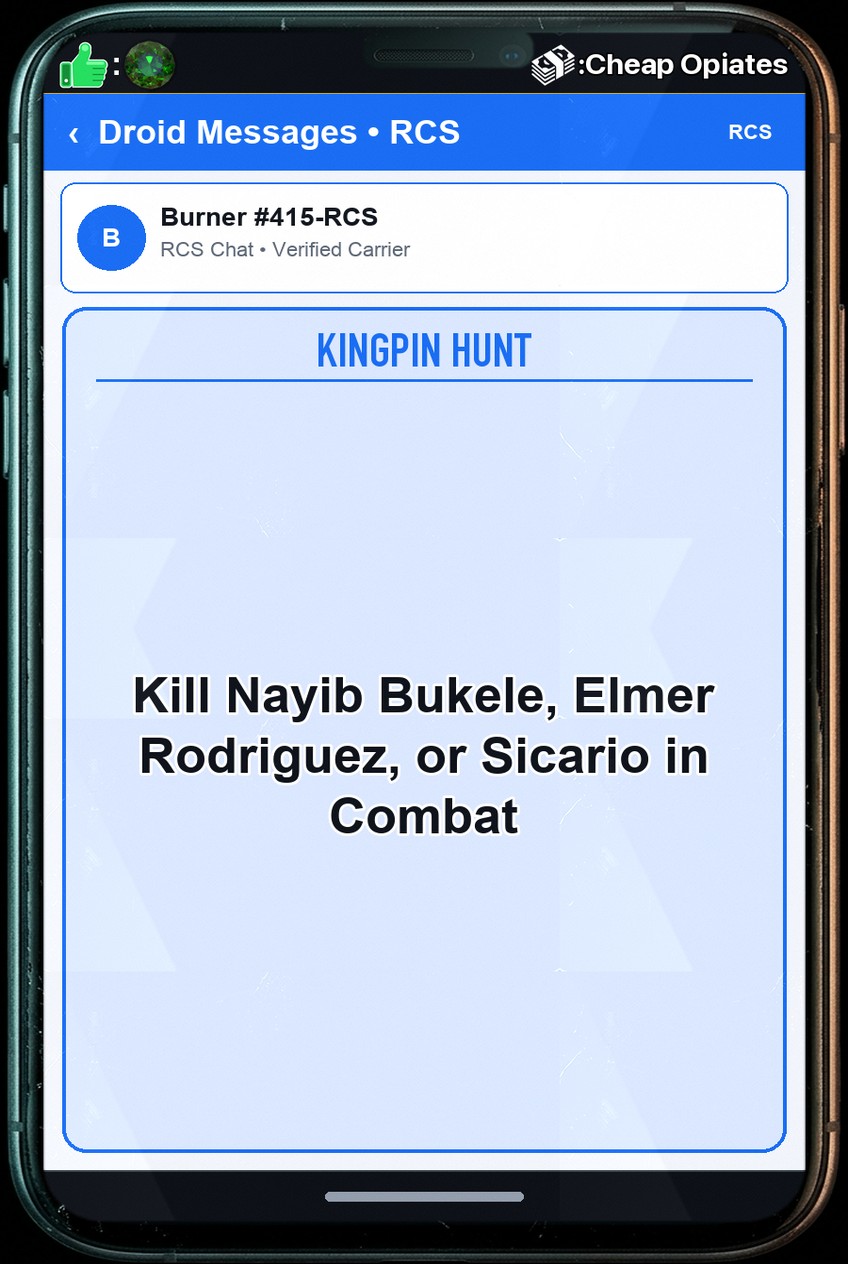 : :Cheap Opiates
‹ Droid Messages • RCS RCS
B
Burner #415-RCS
RCS Chat • Verified Carrier
KINGPIN HUNT
Kill Nayib Bukele, Elmer
Rodriguez, or Sicario in
Combat